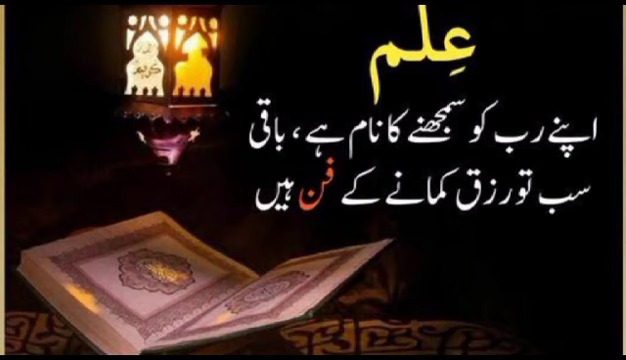 عِلم
اپنے رب کو سمجھنے کا نام ہے، باقی
سب تو رزق کمانے کے فن ہیں